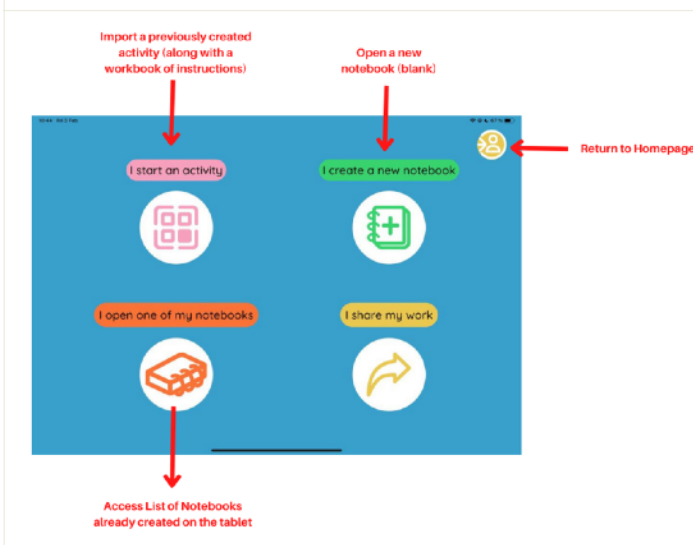 Import a previously created
activity (along with a
workbook of instructions)
Open a new
notebook (blank)
Return to Homepage
I start an activity
I create a new notebook
I open one of my notebooks
I share my work
Access List of Notebooks
already created on the tablet